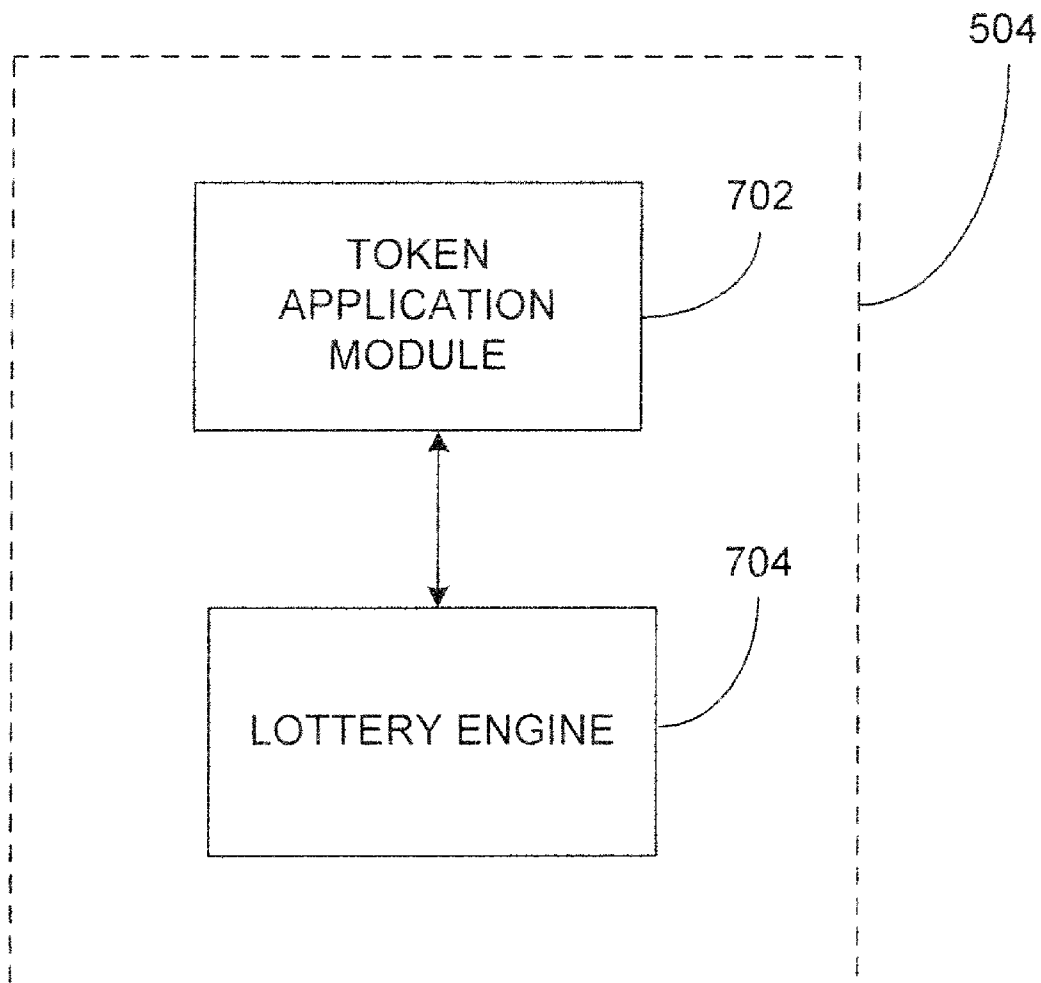 504
702
TOKEN
APPLICATION
MODULE
704
LOTTERY ENGINE